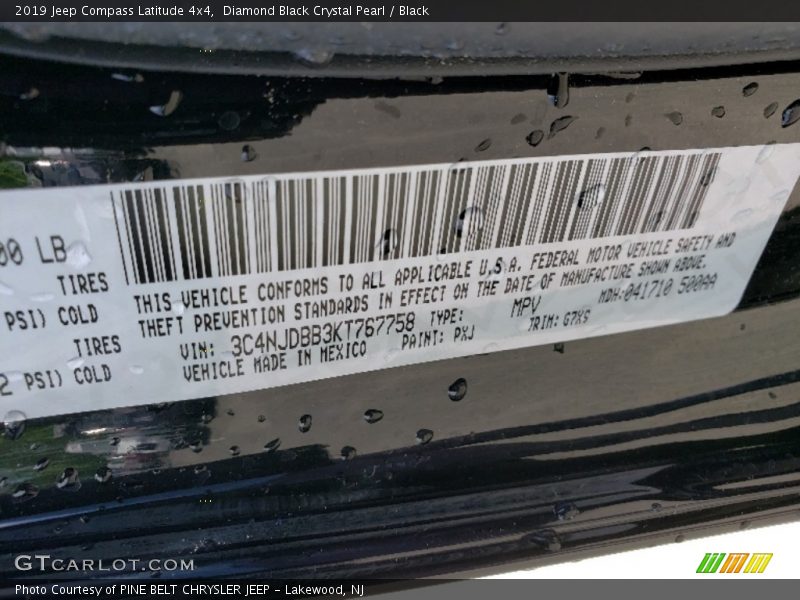 2019 Jeep Compass Latitude 4x4,  Diamond Black Crystal Pearl / Black
00 LB
TIRES
PSI) COLD
TIRES
2 PSI) COLD
THIS VEHICLE CONFORMS TO ALL APPLICABLE U.S.A. FEDERAL MOTOR VEHICLE SAFETY AND
THEFT PREVENTION STANDARDS IN EFFECT ON THE DATE OF MANUFACTURE SHOWN ABOVE.
VIN: 3C4NJDBB3KT767758 TYPE: MPV MDH:041710 500AA
VEHICLE MADE IN MEXICO PAINT: PXJ TRIM: G7XS
GTCARLOT.COM
Photo Courtesy of PINE BELT CHRYSLER JEEP - Lakewood, NJ